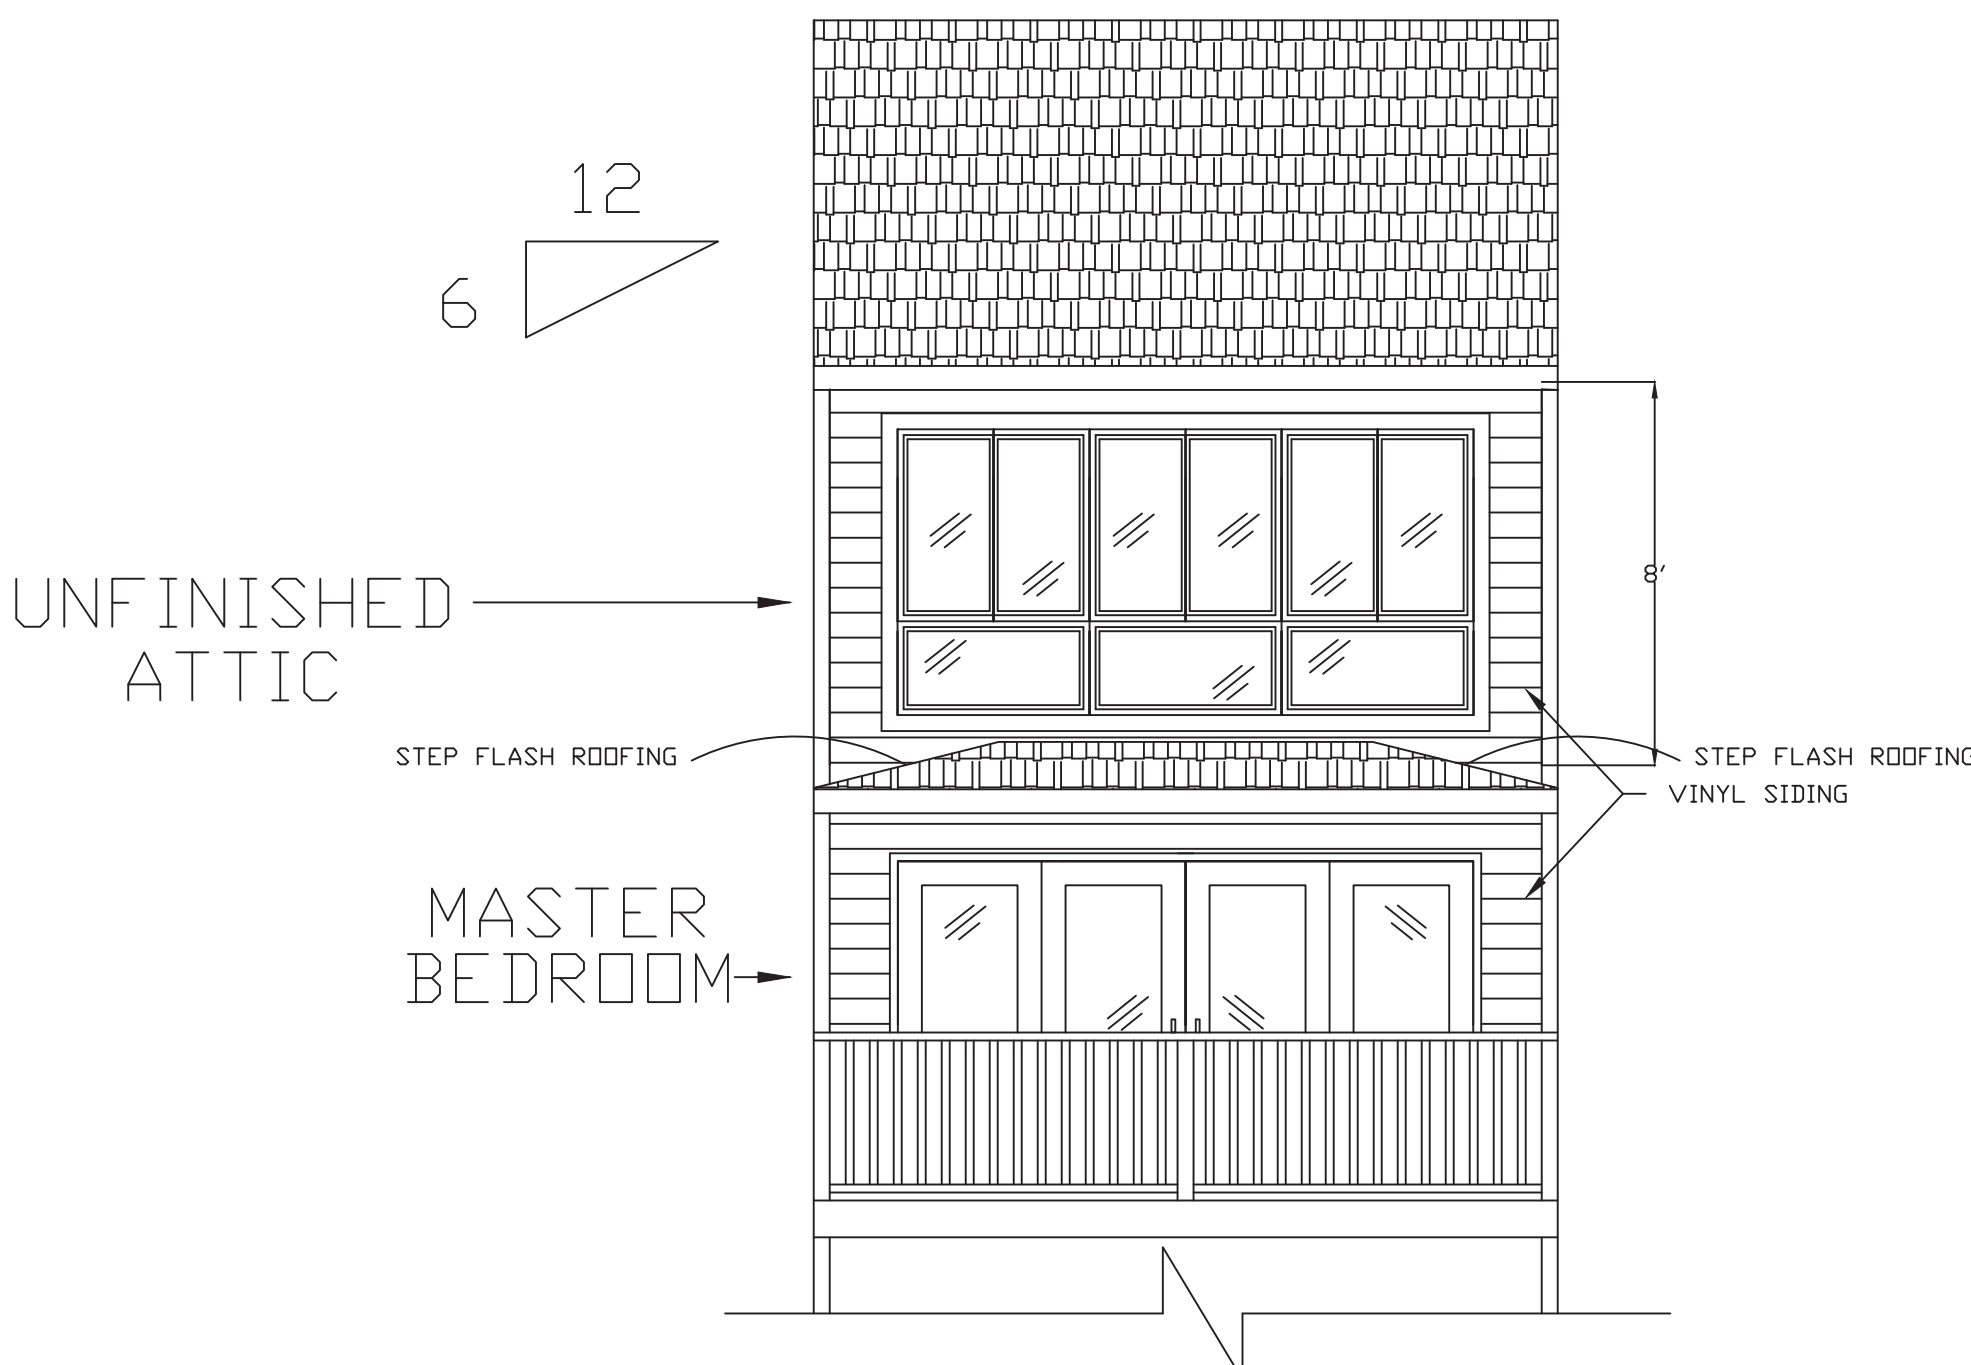 12
6
8'
UNFINISHED
ATTIC
STEP FLASH ROOFING
STEP FLASH ROOFING
VINYL SIDING
MASTER
BEDROOM